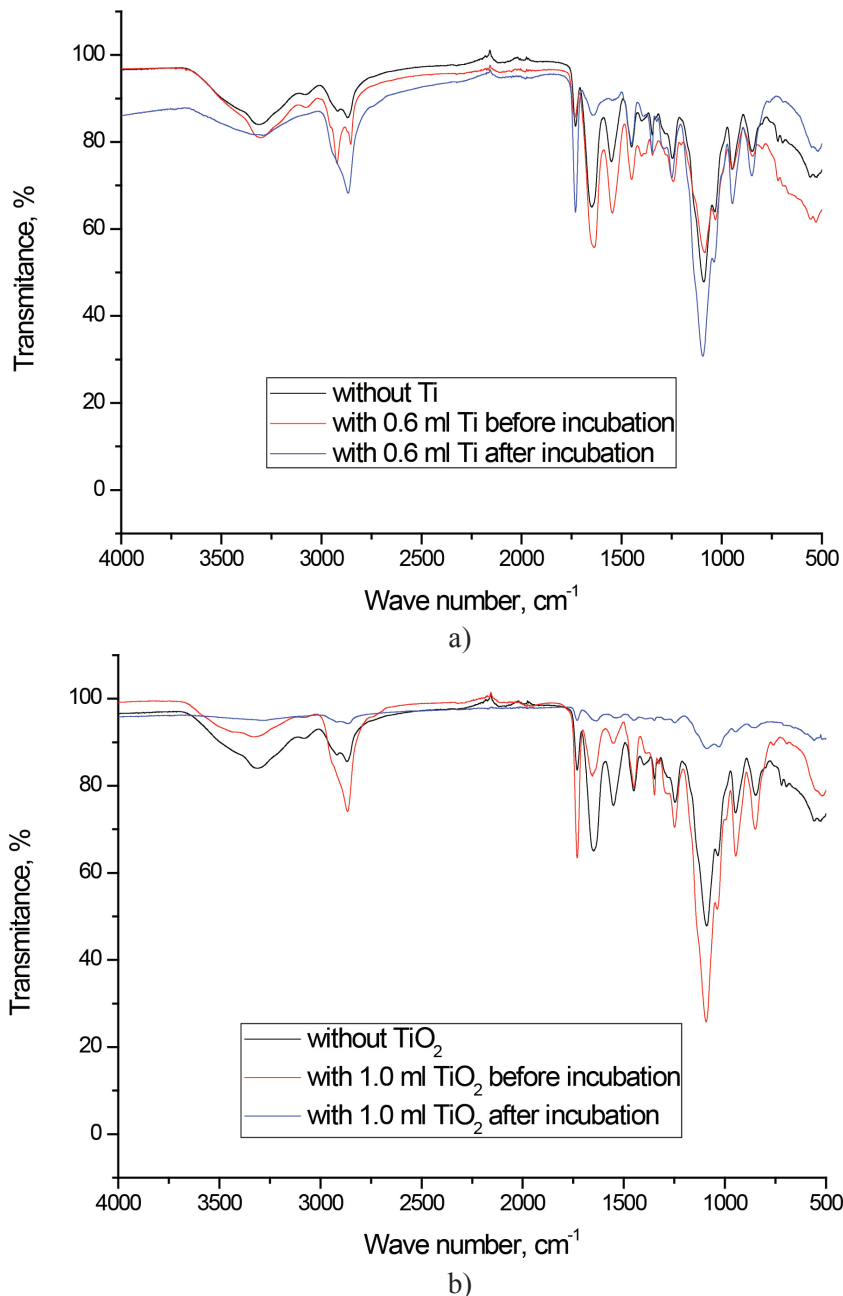 100
80
60
40
20
0
Transmitance, %
without Ti
with 0.6 ml Ti before incubation
with 0.6 ml Ti after incubation
4000 3500 3000 2500 2000 1500 1000 500
Wave number, cm⁻¹
a)
100
80
60
40
20
0
Transmitance, %
without TiO₂
with 1.0 ml TiO₂ before incubation
with 1.0 ml TiO₂ after incubation
4000 3500 3000 2500 2000 1500 1000 500
Wave number, cm⁻¹
b)